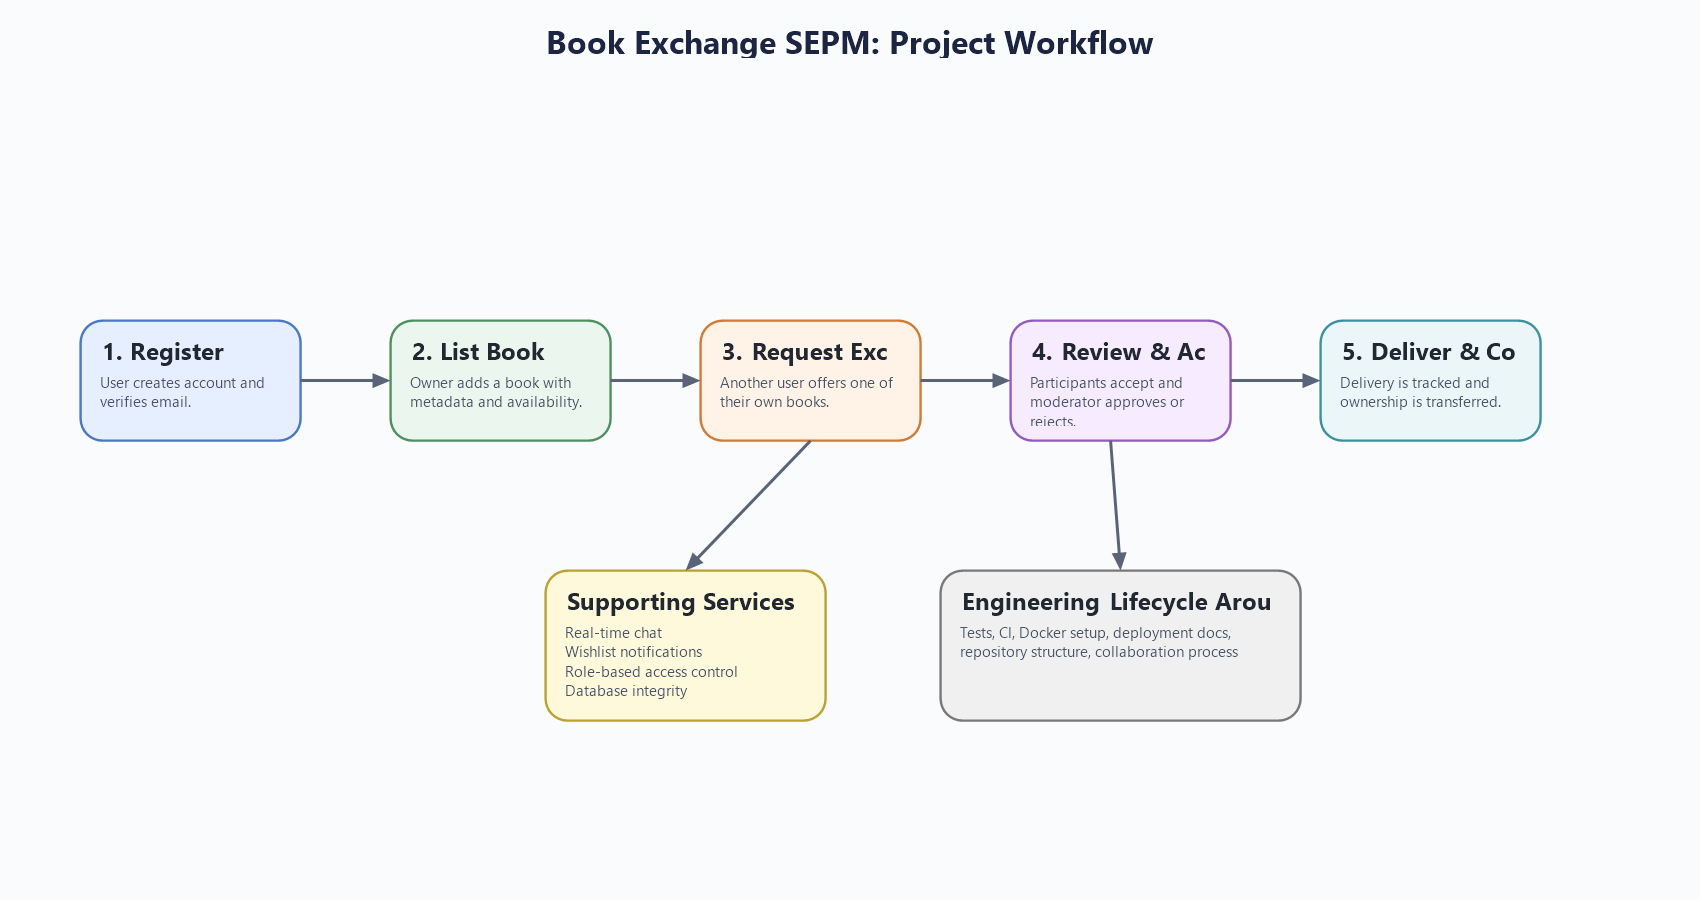 Book Exchange SEPM: Project Workflow
1. Register
User creates account and
verifies email.
2. List Book
Owner adds a book with
metadata and availability.
3. Request Exc
Another user offers one of
their own books.
4. Review & Ac
Participants accept and
moderator approves or
rejects.
5. Deliver & Co
Delivery is tracked and
ownership is transferred.
Supporting Services
Real-time chat
Wishlist notifications
Role-based access control
Database integrity
Engineering Lifecycle Arou
Tests, CI, Docker setup, deployment docs,
repository structure, collaboration process